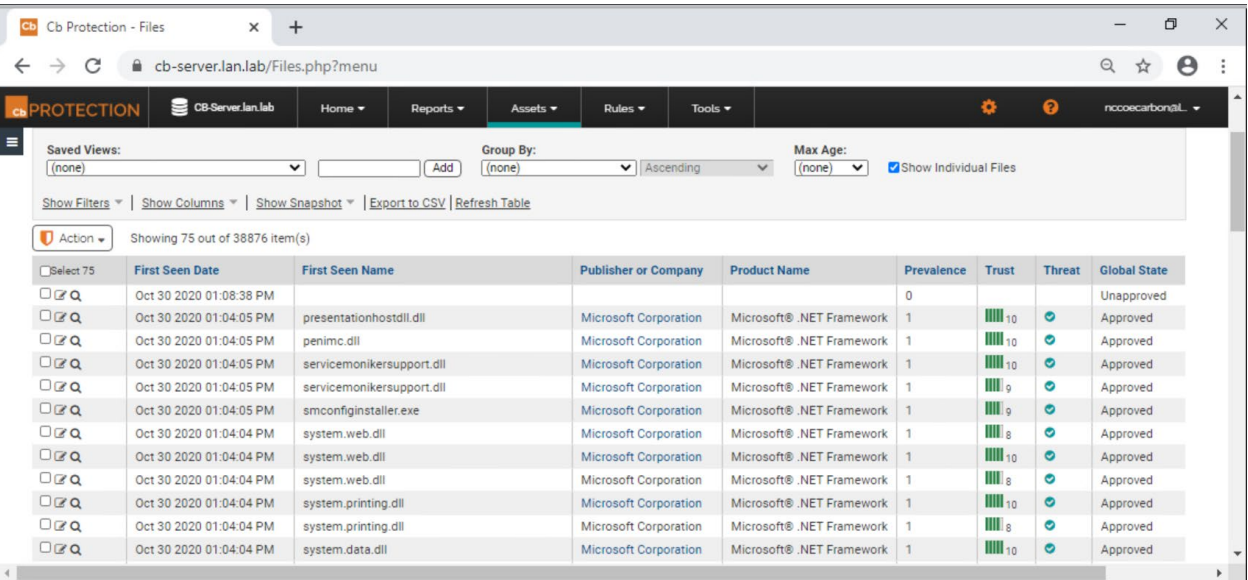 Cb Cb Protection - Files
cb-server.lan.lab/Files.php?menu
Cb PROTECTION CB-Server.lan.lab Home Reports Assets Rules Tools nccoecarbon@l...
Saved Views: Group By: Max Age:
(none) Add (none) Ascending (none) Show Individual Files
Show Filters | Show Columns | Show Snapshot | Export to CSV | Refresh Table
Action Showing 75 out of 38876 item(s)
Select 75 First Seen Date First Seen Name Publisher or Company Product Name Prevalence Trust Threat Global State
Oct 30 2020 01:08:38 PM 0 Unapproved
Oct 30 2020 01:04:05 PM presentationhostdll.dll Microsoft Corporation Microsoft® .NET Framework 1 10 Approved
Oct 30 2020 01:04:05 PM penimc.dll Microsoft Corporation Microsoft® .NET Framework 1 10 Approved
Oct 30 2020 01:04:05 PM servicemonikersupport.dll Microsoft Corporation Microsoft® .NET Framework 1 10 Approved
Oct 30 2020 01:04:05 PM servicemonikersupport.dll Microsoft Corporation Microsoft® .NET Framework 1 9 Approved
Oct 30 2020 01:04:05 PM smconfiginstaller.exe Microsoft Corporation Microsoft® .NET Framework 1 9 Approved
Oct 30 2020 01:04:04 PM system.web.dll Microsoft Corporation Microsoft® .NET Framework 1 8 Approved
Oct 30 2020 01:04:04 PM system.web.dll Microsoft Corporation Microsoft® .NET Framework 1 10 Approved
Oct 30 2020 01:04:04 PM system.web.dll Microsoft Corporation Microsoft® .NET Framework 1 8 Approved
Oct 30 2020 01:04:04 PM system.printing.dll Microsoft Corporation Microsoft® .NET Framework 1 10 Approved
Oct 30 2020 01:04:04 PM system.printing.dll Microsoft Corporation Microsoft® .NET Framework 1 8 Approved
Oct 30 2020 01:04:04 PM system.data.dll Microsoft Corporation Microsoft® .NET Framework 1 10 Approved